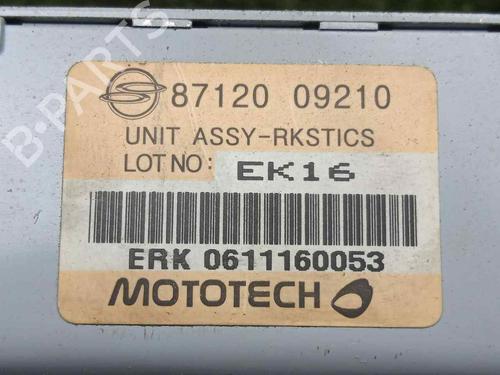 87120 09210
UNIT ASSY-RKSTICS
LOT NO: EK16
ERK 0611160053
MOTOTECH
B-PARTS